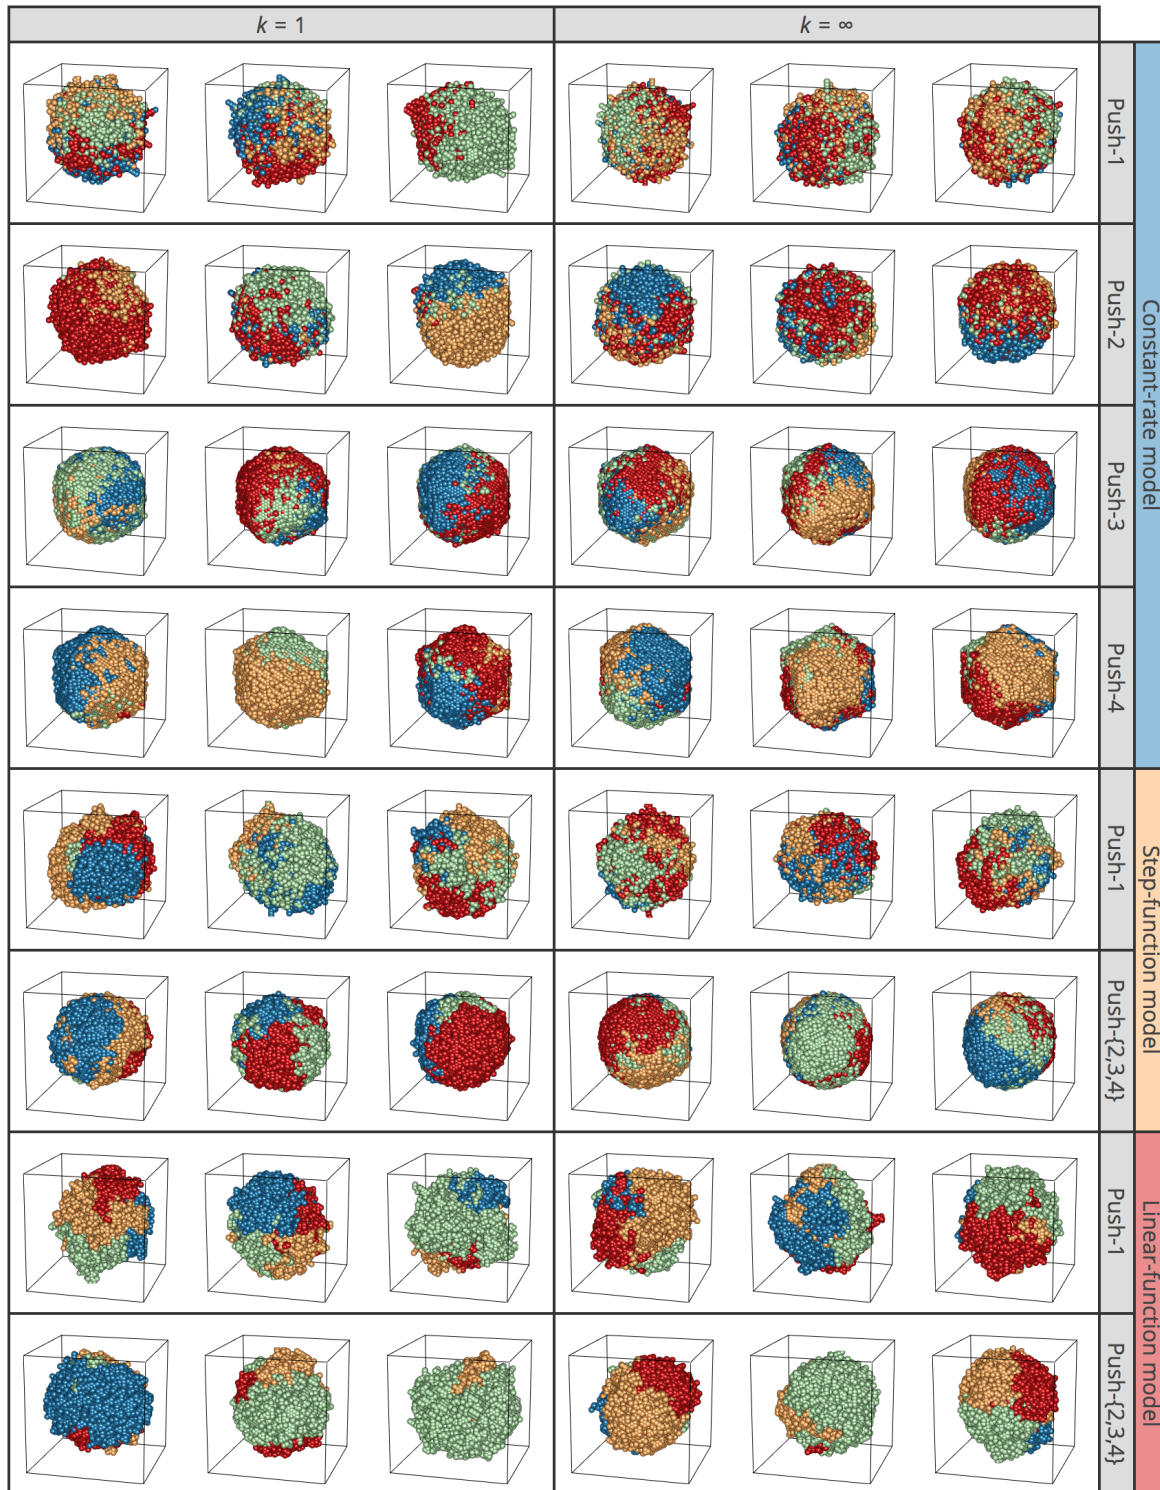 k = 1
k = ∞
Push-1
Push-2
Push-3
Push-4
Constant-rate model
Push-1
Push-{2,3,4}
Step-function model
Push-1
Push-{2,3,4}
Linear-function model